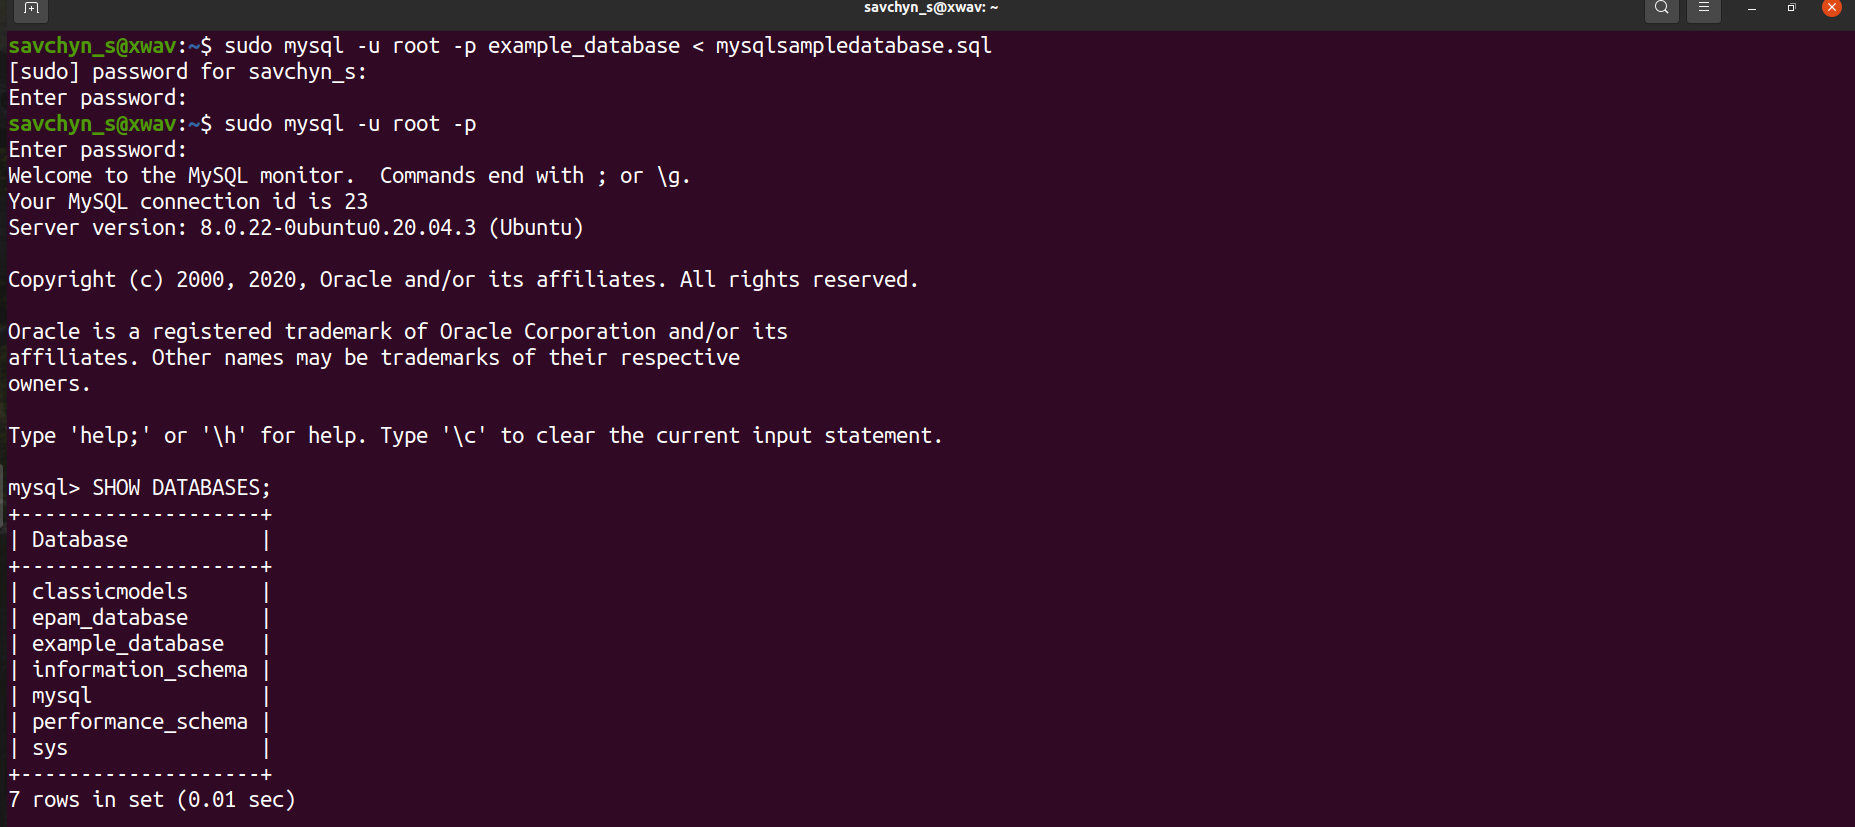 savchyn_s@xwav: ~
savchyn_s@xwav:~$ sudo mysql -u root -p example_database < mysqlsampledatabase.sql
[sudo] password for savchyn_s:
Enter password:
savchyn_s@xwav:~$ sudo mysql -u root -p
Enter password:
Welcome to the MySQL monitor.  Commands end with ; or \g.
Your MySQL connection id is 23
Server version: 8.0.22-0ubuntu0.20.04.3 (Ubuntu)

Copyright (c) 2000, 2020, Oracle and/or its affiliates. All rights reserved.

Oracle is a registered trademark of Oracle Corporation and/or its
affiliates. Other names may be trademarks of their respective
owners.

Type 'help;' or '\h' for help. Type '\c' to clear the current input statement.

mysql> SHOW DATABASES;
+--------------------+
| Database           |
+--------------------+
| classicmodels      |
| epam_database      |
| example_database   |
| information_schema |
| mysql              |
| performance_schema |
| sys                |
+--------------------+
7 rows in set (0.01 sec)